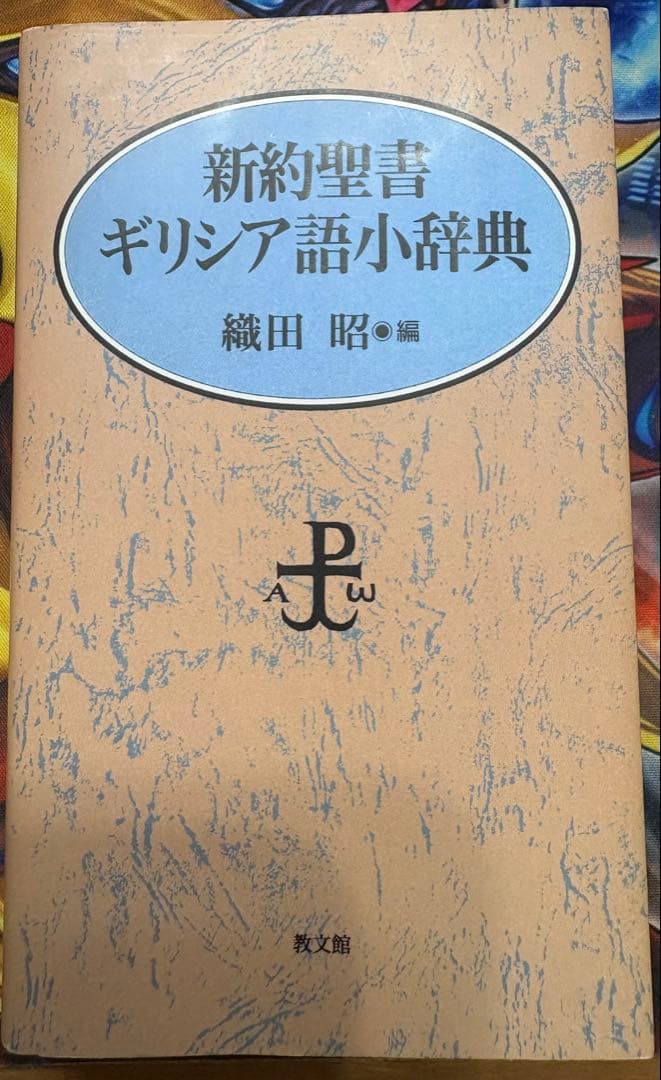 新約聖書
ギリシア語小辞典
織田 昭◉編
P
A ω
教文館